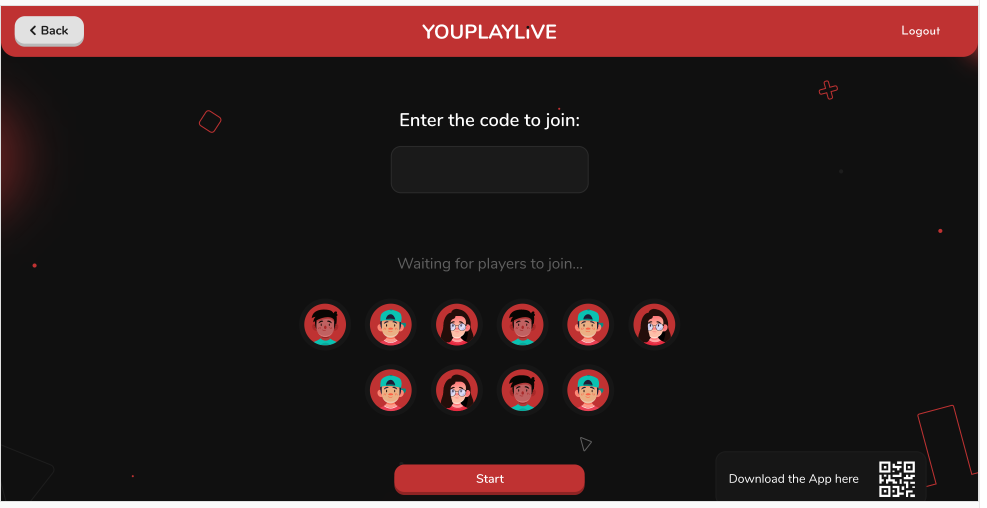 Back
YOUPLAYLiVE
Logout
Enter the code to join:
Waiting for players to join...
Start
Download the App here